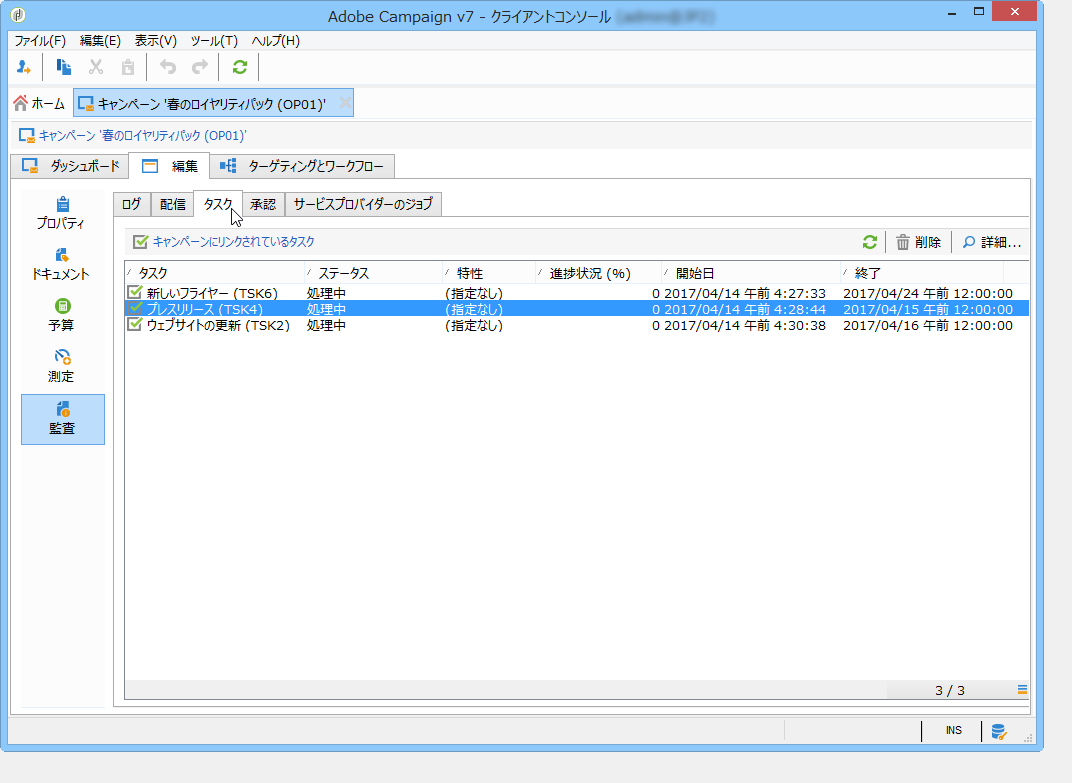 Adobe Campaign v7 - クライアントコンソール
ファイル(F) 編集(E) 表示(V) ツール(T) ヘルプ(H)
ホーム キャンペーン '春のロイヤリティパック (OP01)'
キャンペーン '春のロイヤリティパック (OP01)'
ダッシュボード 編集 ターゲティングとワークフロー
プロパティ
ドキュメント
予算
測定
監査
ログ 配信 タスク 承認 サービスプロバイダーのジョブ
キャンペーンにリンクされているタスク 削除 詳細...
タスク ステータス 特性 進捗状況 (%) 開始日 終了
新しいフライヤー (TSK6) 処理中 (指定なし) 0 2017/04/14 午前 4:27:33 2017/04/24 午前 12:00:00
プレスリリース (TSK4) 処理中 (指定なし) 0 2017/04/14 午前 4:28:44 2017/04/15 午前 12:00:00
ウェブサイトの更新 (TSK2) 処理中 (指定なし) 0 2017/04/14 午前 4:30:38 2017/04/16 午前 12:00:00
3 / 3
INS